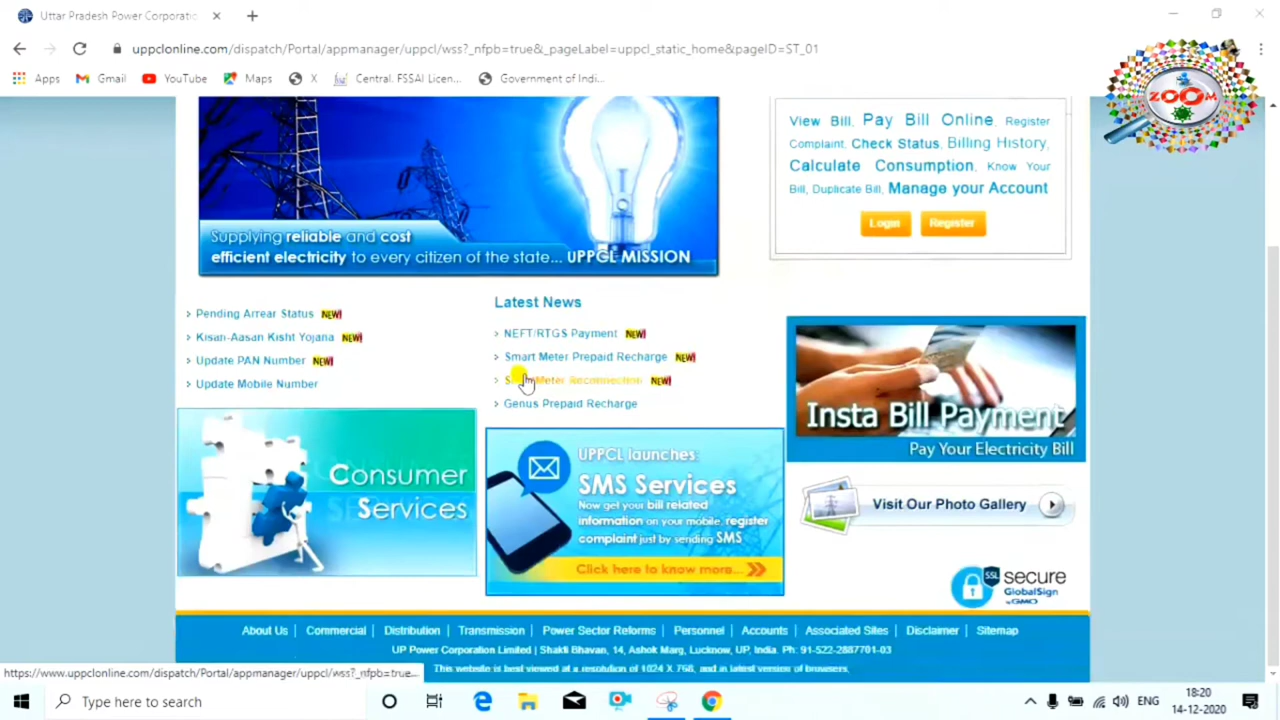 Uttar Pradesh Power Corporatio
uppclonline.com/dispatch/Portal/appmanager/uppcl/wss?_nfpb=true&_pageLabel=uppcl_static_home&pageID=ST_01
Apps Gmail YouTube Maps X Central. FSSAI Licen... Government of Indi...
ZOOM
View Bill, Pay Bill Online, Register
Complaint, Check Status, Billing History,
Calculate Consumption, Know Your
Bill, Duplicate Bill, Manage your Account
Login Register
Supplying reliable and cost
efficient electricity to every citizen of the state... UPPCL MISSION
Pending Arrear Status NEW!
Kisan-Aasan Kisht Yojana NEW!
Update PAN Number NEW!
Update Mobile Number
Latest News
NEFT/RTGS Payment NEW!
Smart Meter Prepaid Recharge NEW!
Meter Reconnection NEW!
Genus Prepaid Recharge
Insta Bill Payment
Pay Your Electricity Bill
Consumer
Services
UPPCL launches:
SMS Services
Now get your bill related
information on your mobile, register
complaint just by sending SMS
Click here to know more...
Visit Our Photo Gallery
SSL secure
GlobalSign
by GMO
About Us Commercial Distribution Transmission Power Sector Reforms Personnel Accounts Associated Sites Disclaimer Sitemap
UP Power Corporation Limited | Shakti Bhavan, 14, Ashok Marg, Lucknow, UP, India. Ph: 91-522-2887701-03
This website is best viewed at a resolution of 1024 X 768, and in latest version of browsers.
https://www.uppclonline.com/dispatch/Portal/appmanager/uppcl/wss?_nfpb=true...
Type here to search
ENG
18:20
14-12-2020